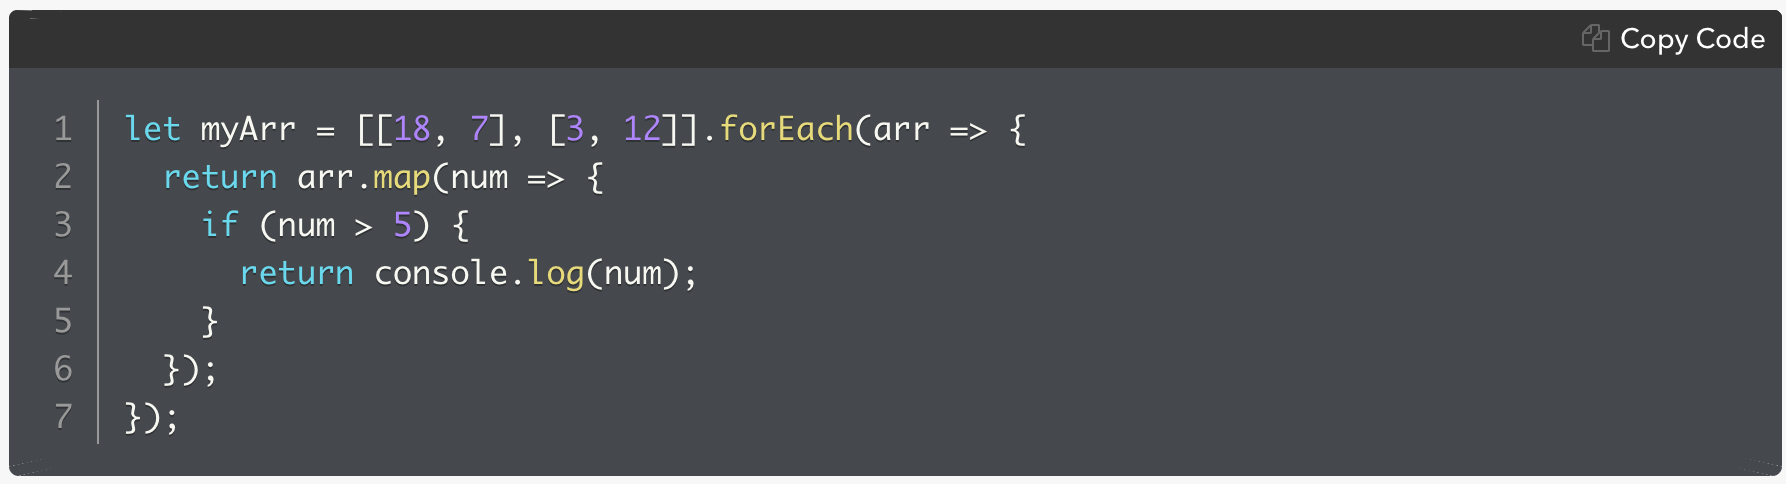 Copy Code
1 let myArr = [[18, 7], [3, 12]].forEach(arr => {
2   return arr.map(num => {
3     if (num > 5) {
4       return console.log(num);
5     }
6   });
7 });